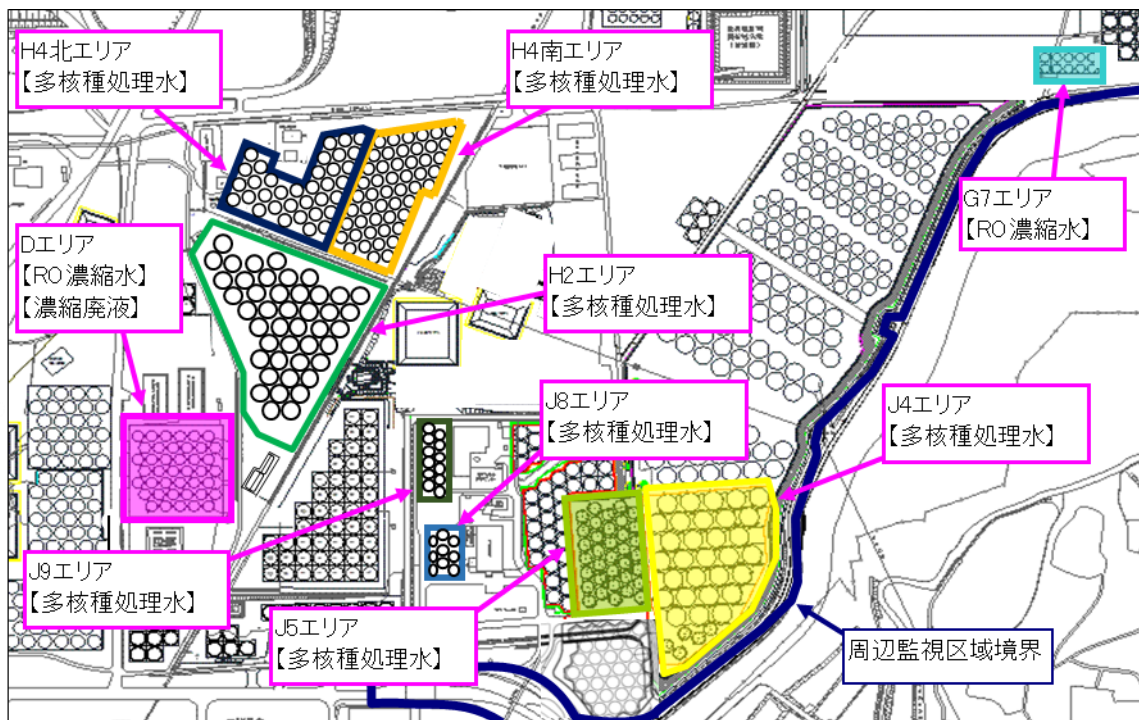 H4北エリア
【多核種処理水】
H4南エリア
【多核種処理水】
G7エリア
【RO濃縮水】
Dエリア
【RO濃縮水】
【濃縮廃液】
H2エリア
【多核種処理水】
J8エリア
【多核種処理水】
J4エリア
【多核種処理水】
J9エリア
【多核種処理水】
J5エリア
【多核種処理水】
周辺監視区域境界